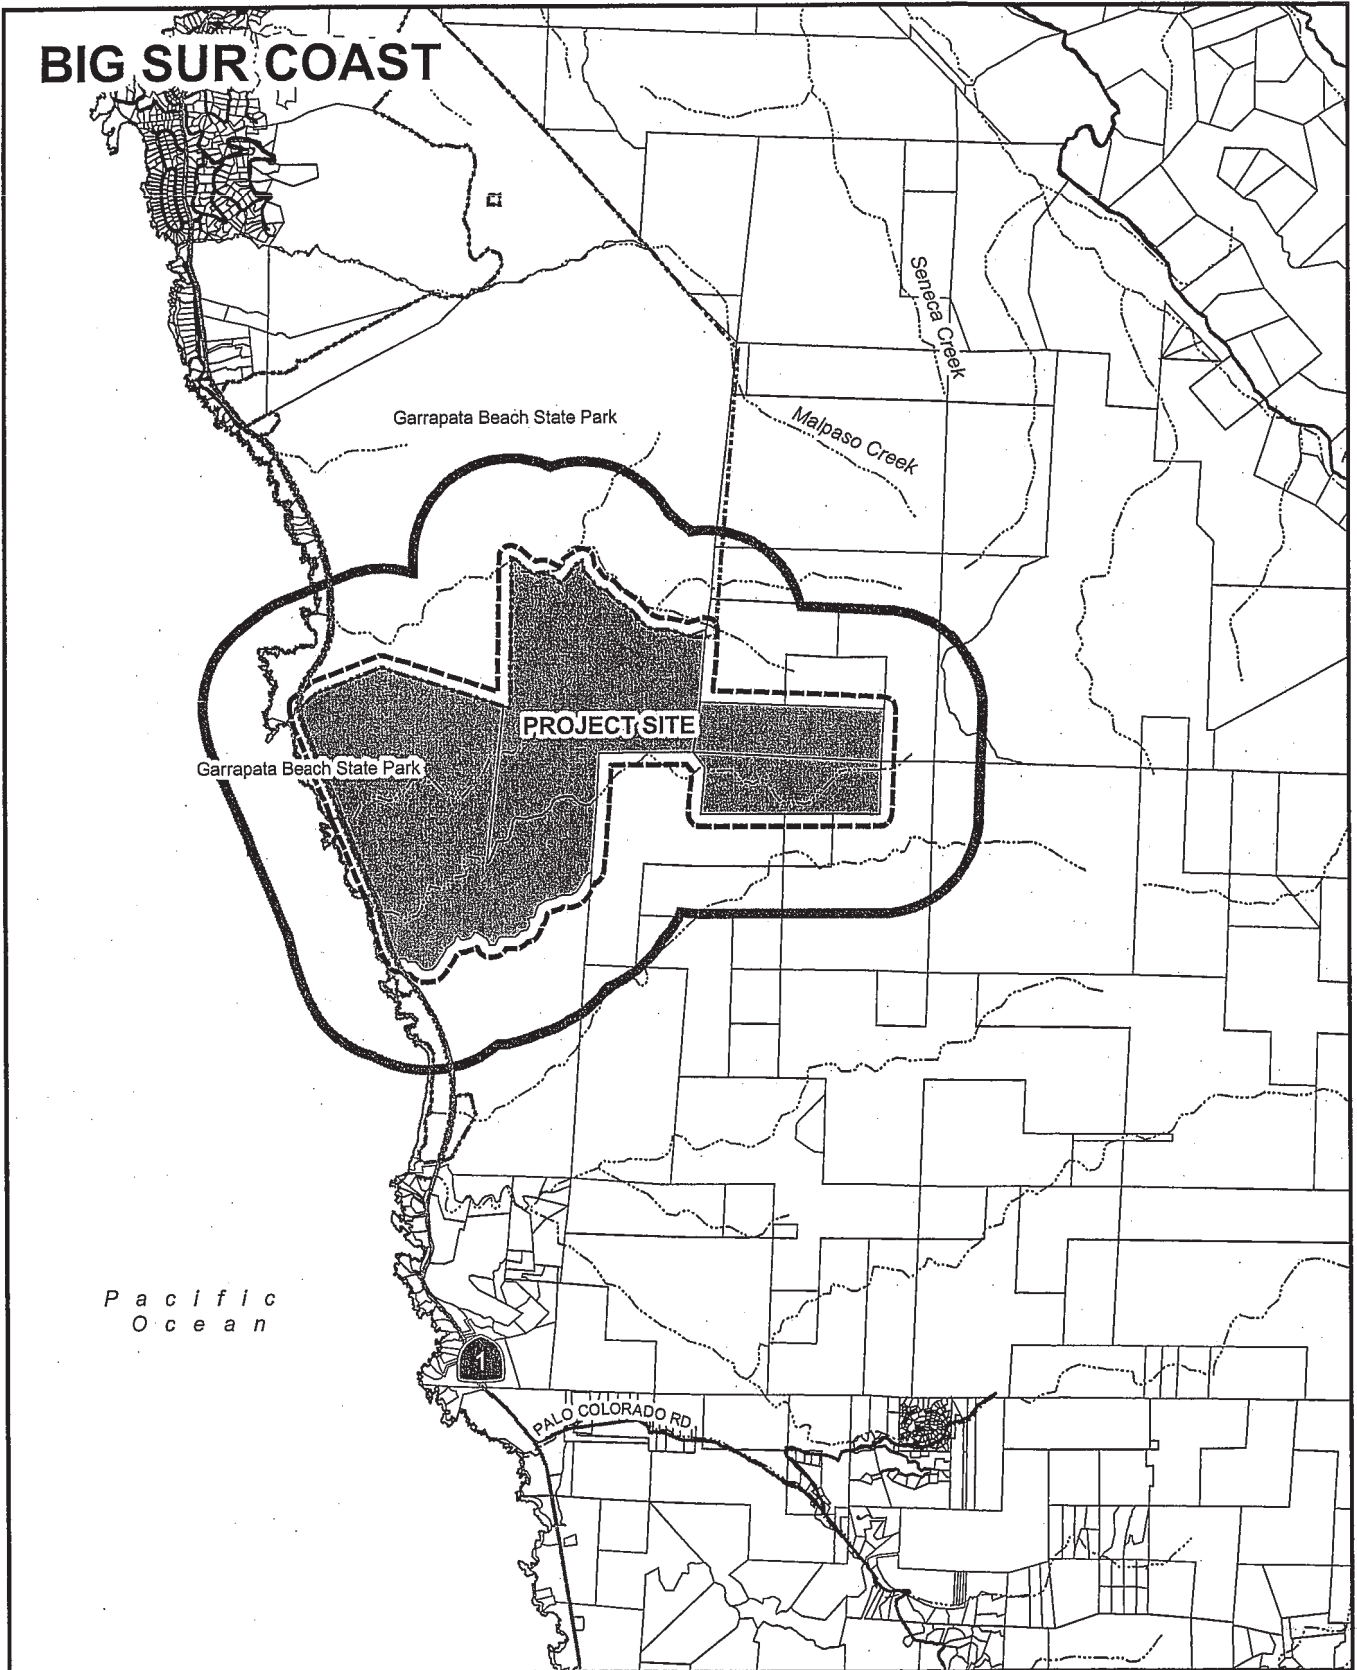 BIG SUR COAST
Seneca Creek
Garrapata Beach State Park
Malpaso Creek
PROJECT SITE
Garrapata Beach State Park
Pacific
Ocean
1
PALO COLORADO RD